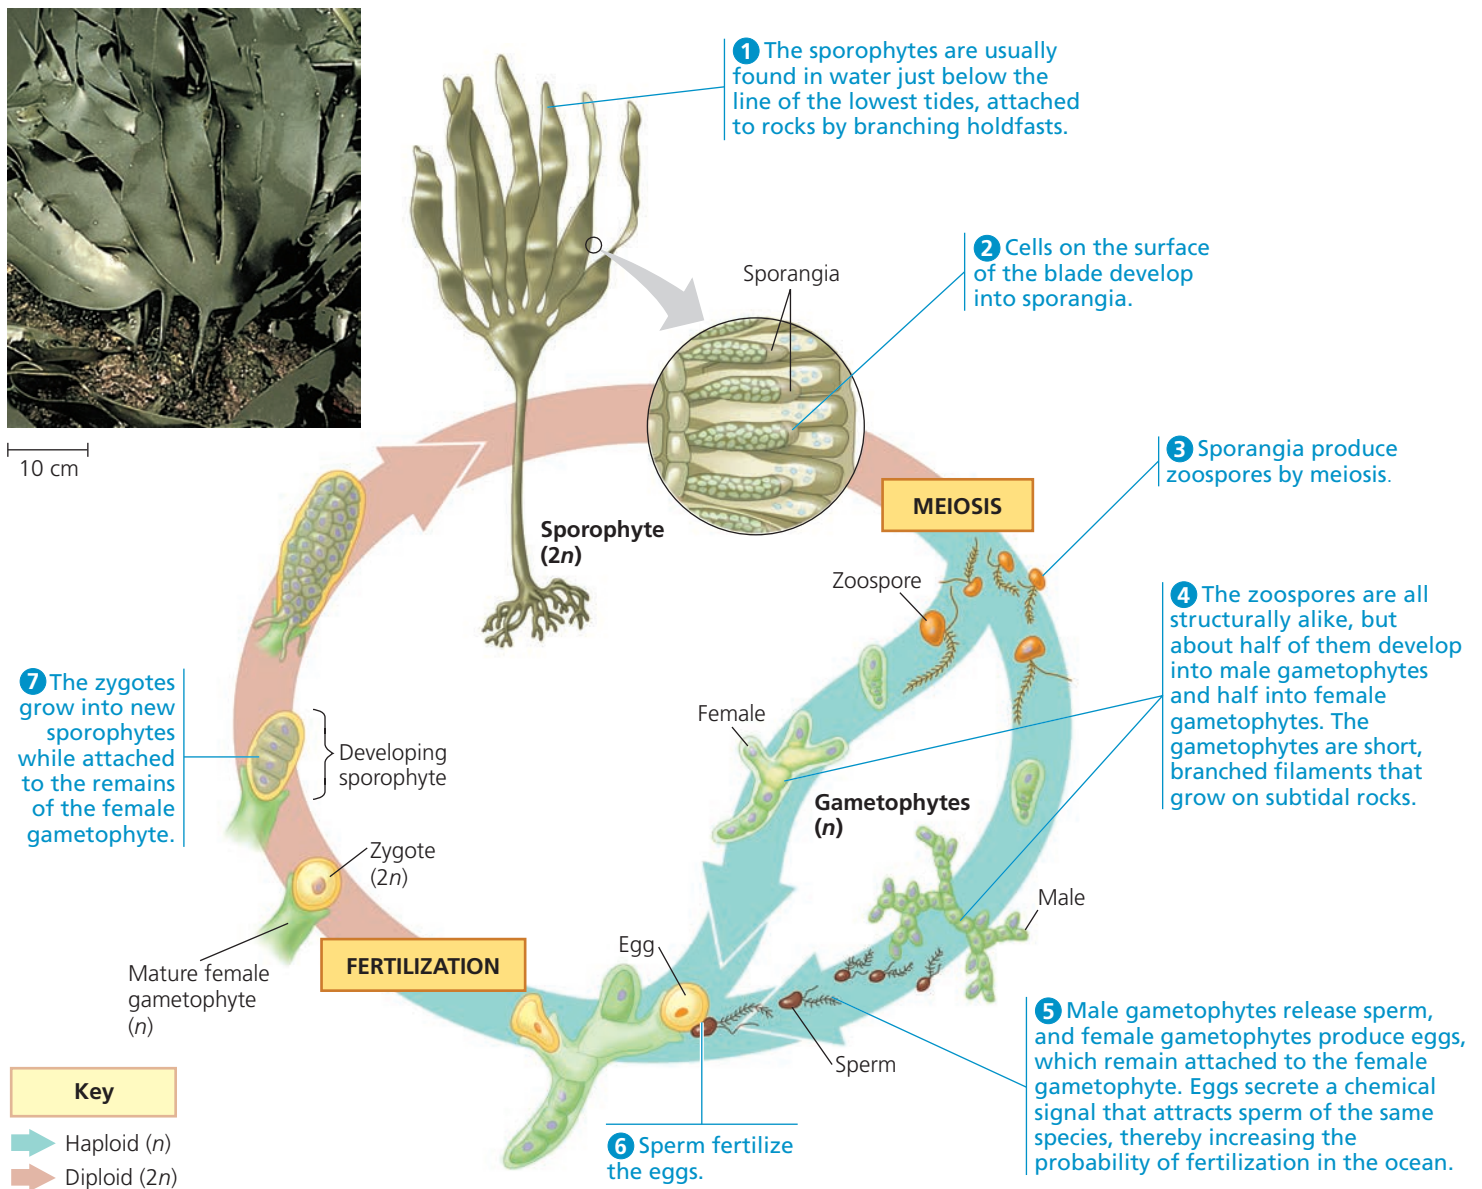 1 The sporophytes are usually
found in water just below the
line of the lowest tides, attached
to rocks by branching holdfasts.
2 Cells on the surface
of the blade develop
into sporangia.
Sporangia
10 cm
3 Sporangia produce
zoospores by meiosis.
MEIOSIS
Sporophyte
(2n)
Zoospore
4 The zoospores are all
structurally alike, but
about half of them develop
into male gametophytes
and half into female
gametophytes. The
gametophytes are short,
branched filaments that
grow on subtidal rocks.
7 The zygotes
grow into new
sporophytes
while attached
to the remains
of the female
gametophyte.
Developing
sporophyte
Female
Gametophytes
(n)
Zygote
(2n)
Male
Mature female
gametophyte
(n)
FERTILIZATION
Egg
Sperm
5 Male gametophytes release sperm,
and female gametophytes produce eggs,
which remain attached to the female
gametophyte. Eggs secrete a chemical
signal that attracts sperm of the same
species, thereby increasing the
probability of fertilization in the ocean.
6 Sperm fertilize
the eggs.
Key
Haploid (n)
Diploid (2n)